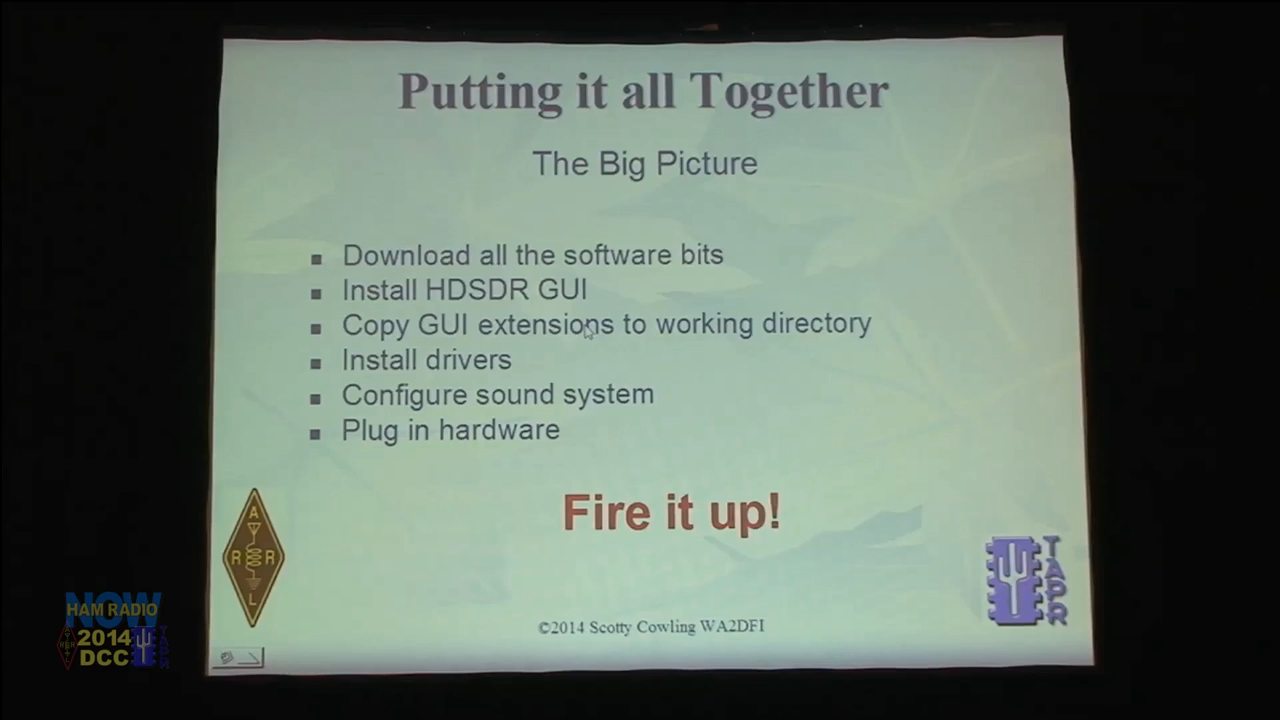 Putting it all Together
The Big Picture
Download all the software bits
Install HDSDR GUI
Copy GUI extensions to working directory
Install drivers
Configure sound system
Plug in hardware
Fire it up!
A
R R
L
TAPR
©2014 Scotty Cowling WA2DFI
NOW
HAM RADIO
2014
DCC
TAPR